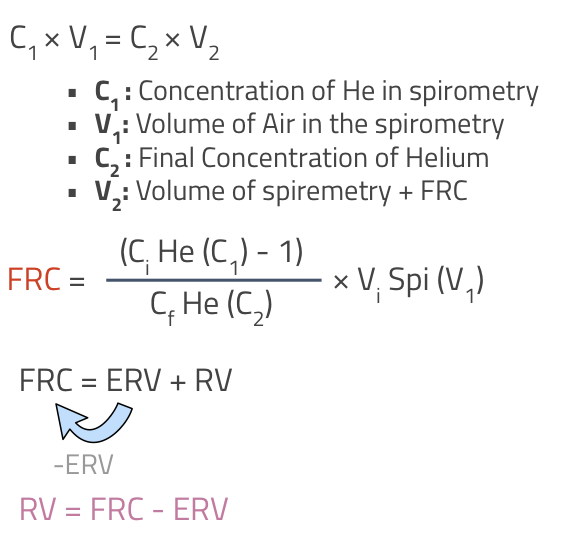 C₁ × V₁ = C₂ × V₂
▪ C₁: Concentration of He in spirometry
▪ V₁: Volume of Air in the spirometry
▪ C₂: Final Concentration of Helium
▪ V₂: Volume of spiremetry + FRC
(Cᵢ He (C₁) - 1)
FRC = × Vᵢ Spi (V₁)
C_f He (C₂)
FRC = ERV + RV
-ERV
RV = FRC - ERV